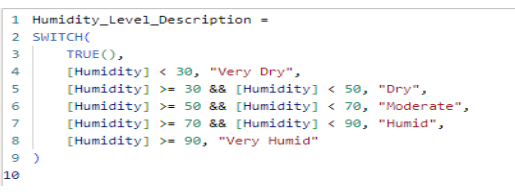 1 Humidity_Level_Description =
2 SWITCH(
3     TRUE(),
4     [Humidity] < 30, "Very Dry",
5     [Humidity] >= 30 && [Humidity] < 50, "Dry",
6     [Humidity] >= 50 && [Humidity] < 70, "Moderate",
7     [Humidity] >= 70 && [Humidity] < 90, "Humid",
8     [Humidity] >= 90, "Very Humid"
9 )
10